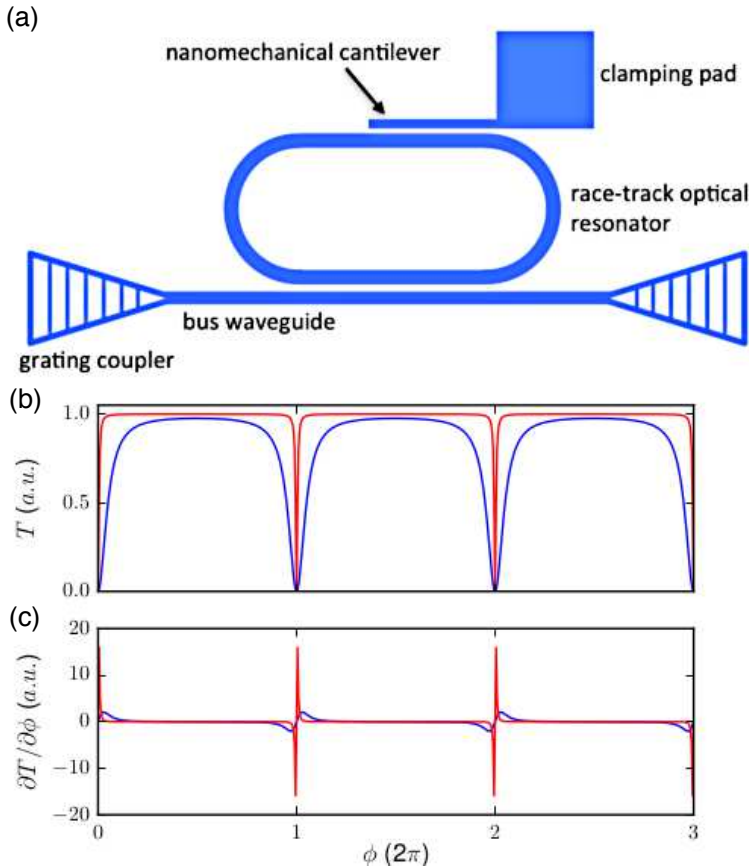 (a)
nanomechanical cantilever
clamping pad
race-track optical
resonator
bus waveguide
grating coupler
(b)
1.0
0.5
0.0
T (a.u.)
(c)
20
10
0
−10
−20
∂T/∂ϕ (a.u.)
0
1
2
3
ϕ (2π)